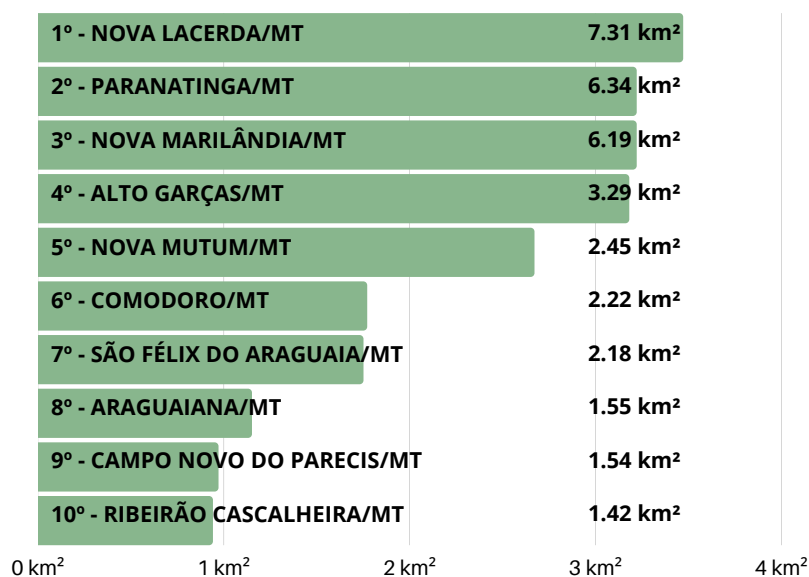 1º - NOVA LACERDA/MT 7.31 km²
2º - PARANATINGA/MT 6.34 km²
3º - NOVA MARILÂNDIA/MT 6.19 km²
4º - ALTO GARÇAS/MT 3.29 km²
5º - NOVA MUTUM/MT 2.45 km²
6º - COMODORO/MT 2.22 km²
7º - SÃO FÉLIX DO ARAGUAIA/MT 2.18 km²
8º - ARAGUAIANA/MT 1.55 km²
9º - CAMPO NOVO DO PARECIS/MT 1.54 km²
10º - RIBEIRÃO CASCALHEIRA/MT 1.42 km²
0 km² 1 km² 2 km² 3 km² 4 km²